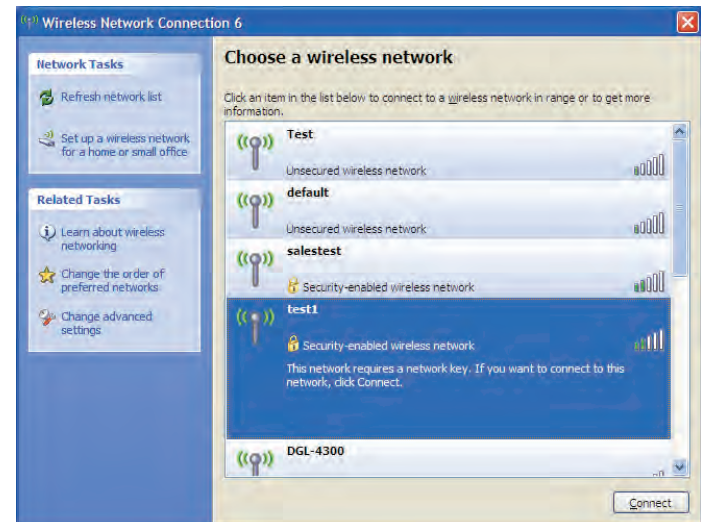 Wireless Network Connection 6
Network Tasks
Refresh network list
Set up a wireless network
for a home or small office
Related Tasks
Learn about wireless
networking
Change the order of
preferred networks
Change advanced
settings
Choose a wireless network
Click an item in the list below to connect to a wireless network in range or to get more
information.
Test
Unsecured wireless network
default
Unsecured wireless network
salestest
Security-enabled wireless network
test1
Security-enabled wireless network
This network requires a network key. If you want to connect to this
network, click Connect.
DGL-4300
Connect